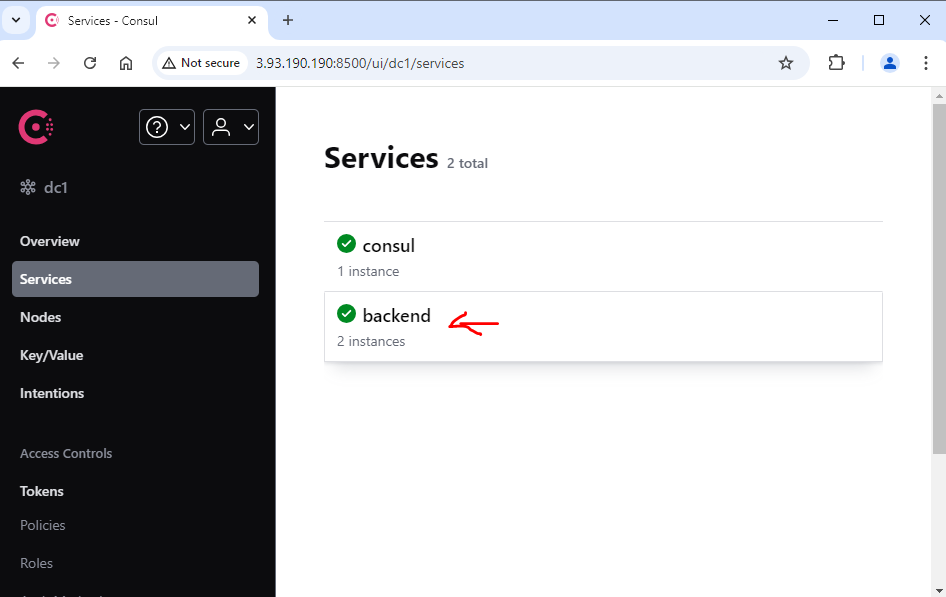 Services - Consul
Not secure 3.93.190.190:8500/ui/dc1/services
dc1
Overview
Services
Nodes
Key/Value
Intentions
Access Controls
Tokens
Policies
Roles
Services 2 total
consul
1 instance
backend
2 instances